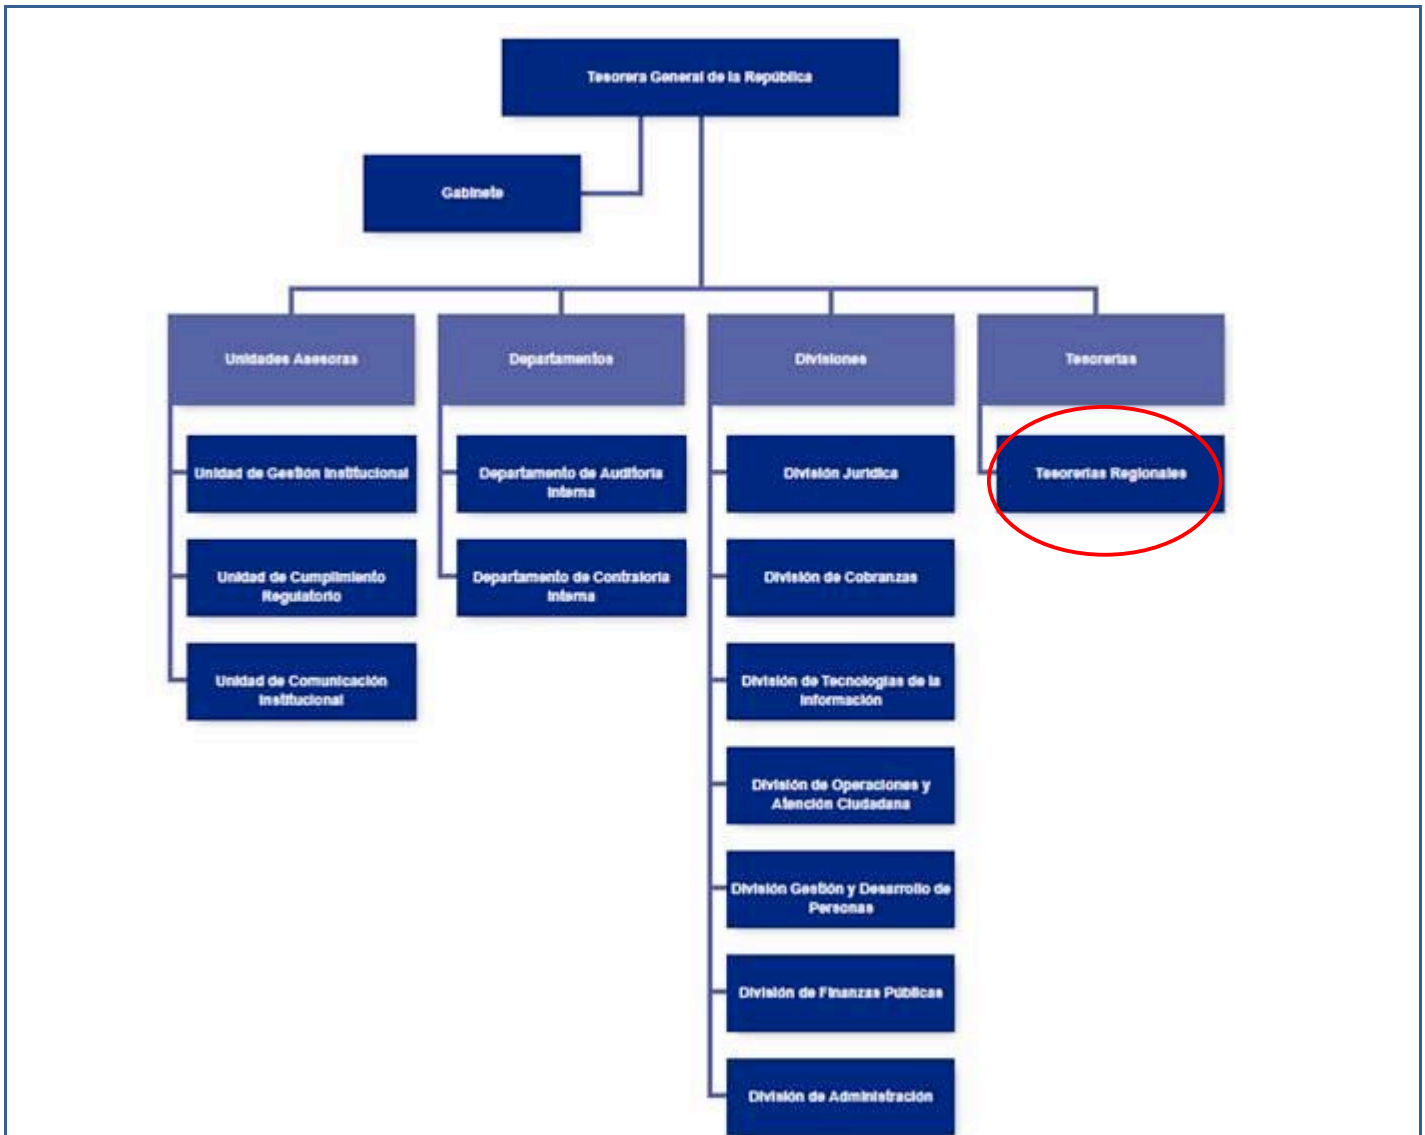 Tesorera General de la República
Gabinete
Unidades Asesoras
Unidad de Gestión Institucional
Unidad de Cumplimiento
Regulatorio
Unidad de Comunicación
Institucional
Departamentos
Departamento de Auditoría
Interna
Departamento de Contraloría
Interna
Divisiones
División Jurídica
División de Cobranzas
División de Tecnologías de la
Información
División de Operaciones y
Atención Ciudadana
División Gestión y Desarrollo de
Personas
División de Finanzas Públicas
División de Administración
Tesorerías
Tesorerías Regionales